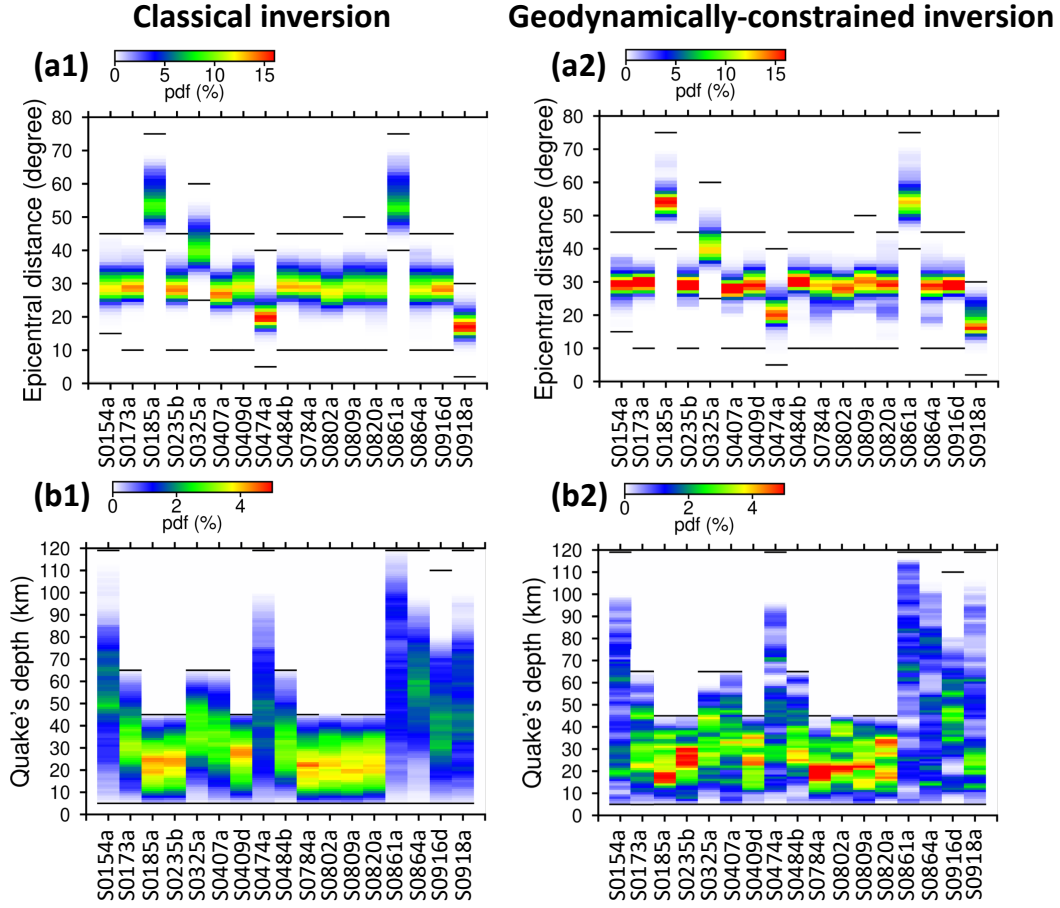 Classical inversion
Geodynamically-constrained inversion
(a1)
0 5 10 15
pdf (%)
Epicentral distance (degree)
80
70
60
50
40
30
20
10
0
S0154a
S0173a
S0185a
S0235b
S0325a
S0407a
S0409d
S0474a
S0484b
S0784a
S0802a
S0809a
S0820a
S0861a
S0864a
S0916d
S0918a
(a2)
0 5 10 15
pdf (%)
Epicentral distance (degree)
80
70
60
50
40
30
20
10
0
S0154a
S0173a
S0185a
S0235b
S0325a
S0407a
S0409d
S0474a
S0484b
S0784a
S0802a
S0809a
S0820a
S0861a
S0864a
S0916d
S0918a
(b1)
0 2 4
pdf (%)
Quake's depth (km)
120
110
100
90
80
70
60
50
40
30
20
10
0
S0154a
S0173a
S0185a
S0235b
S0325a
S0407a
S0409d
S0474a
S0484b
S0784a
S0802a
S0809a
S0820a
S0861a
S0864a
S0916d
S0918a
(b2)
0 2 4
pdf (%)
Quake's depth (km)
120
110
100
90
80
70
60
50
40
30
20
10
0
S0154a
S0173a
S0185a
S0235b
S0325a
S0407a
S0409d
S0474a
S0484b
S0784a
S0802a
S0809a
S0820a
S0861a
S0864a
S0916d
S0918a